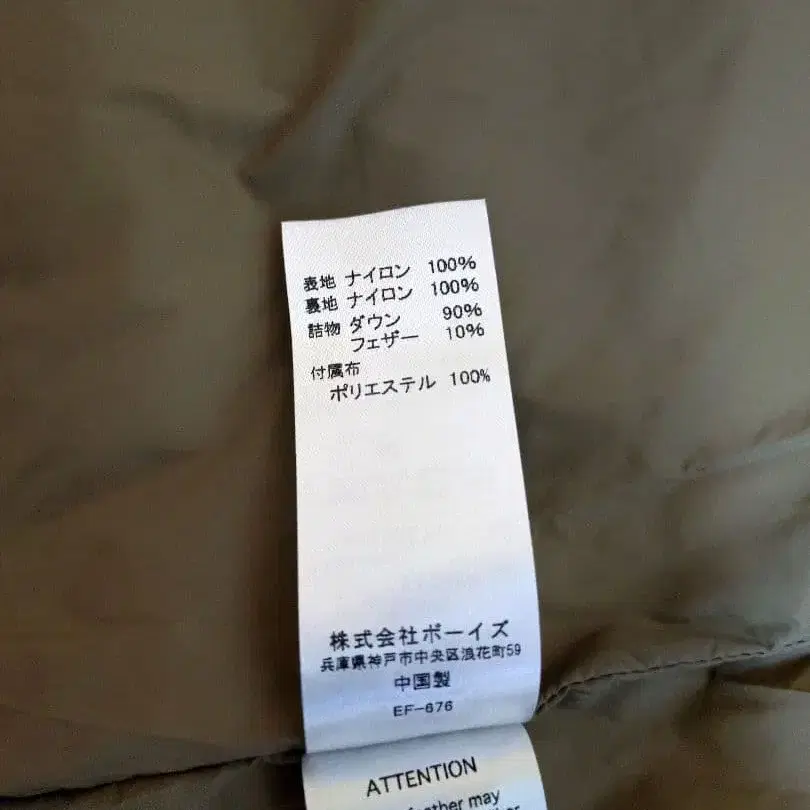 表地 ナイロン 100%
裏地 ナイロン 100%
詰物 ダウン 90%
フェザー 10%
付属布
ポリエステル 100%
株式会社ボーイズ
兵庫県神戸市中央区浪花町59
中国製
EF-676
ATTENTION
may